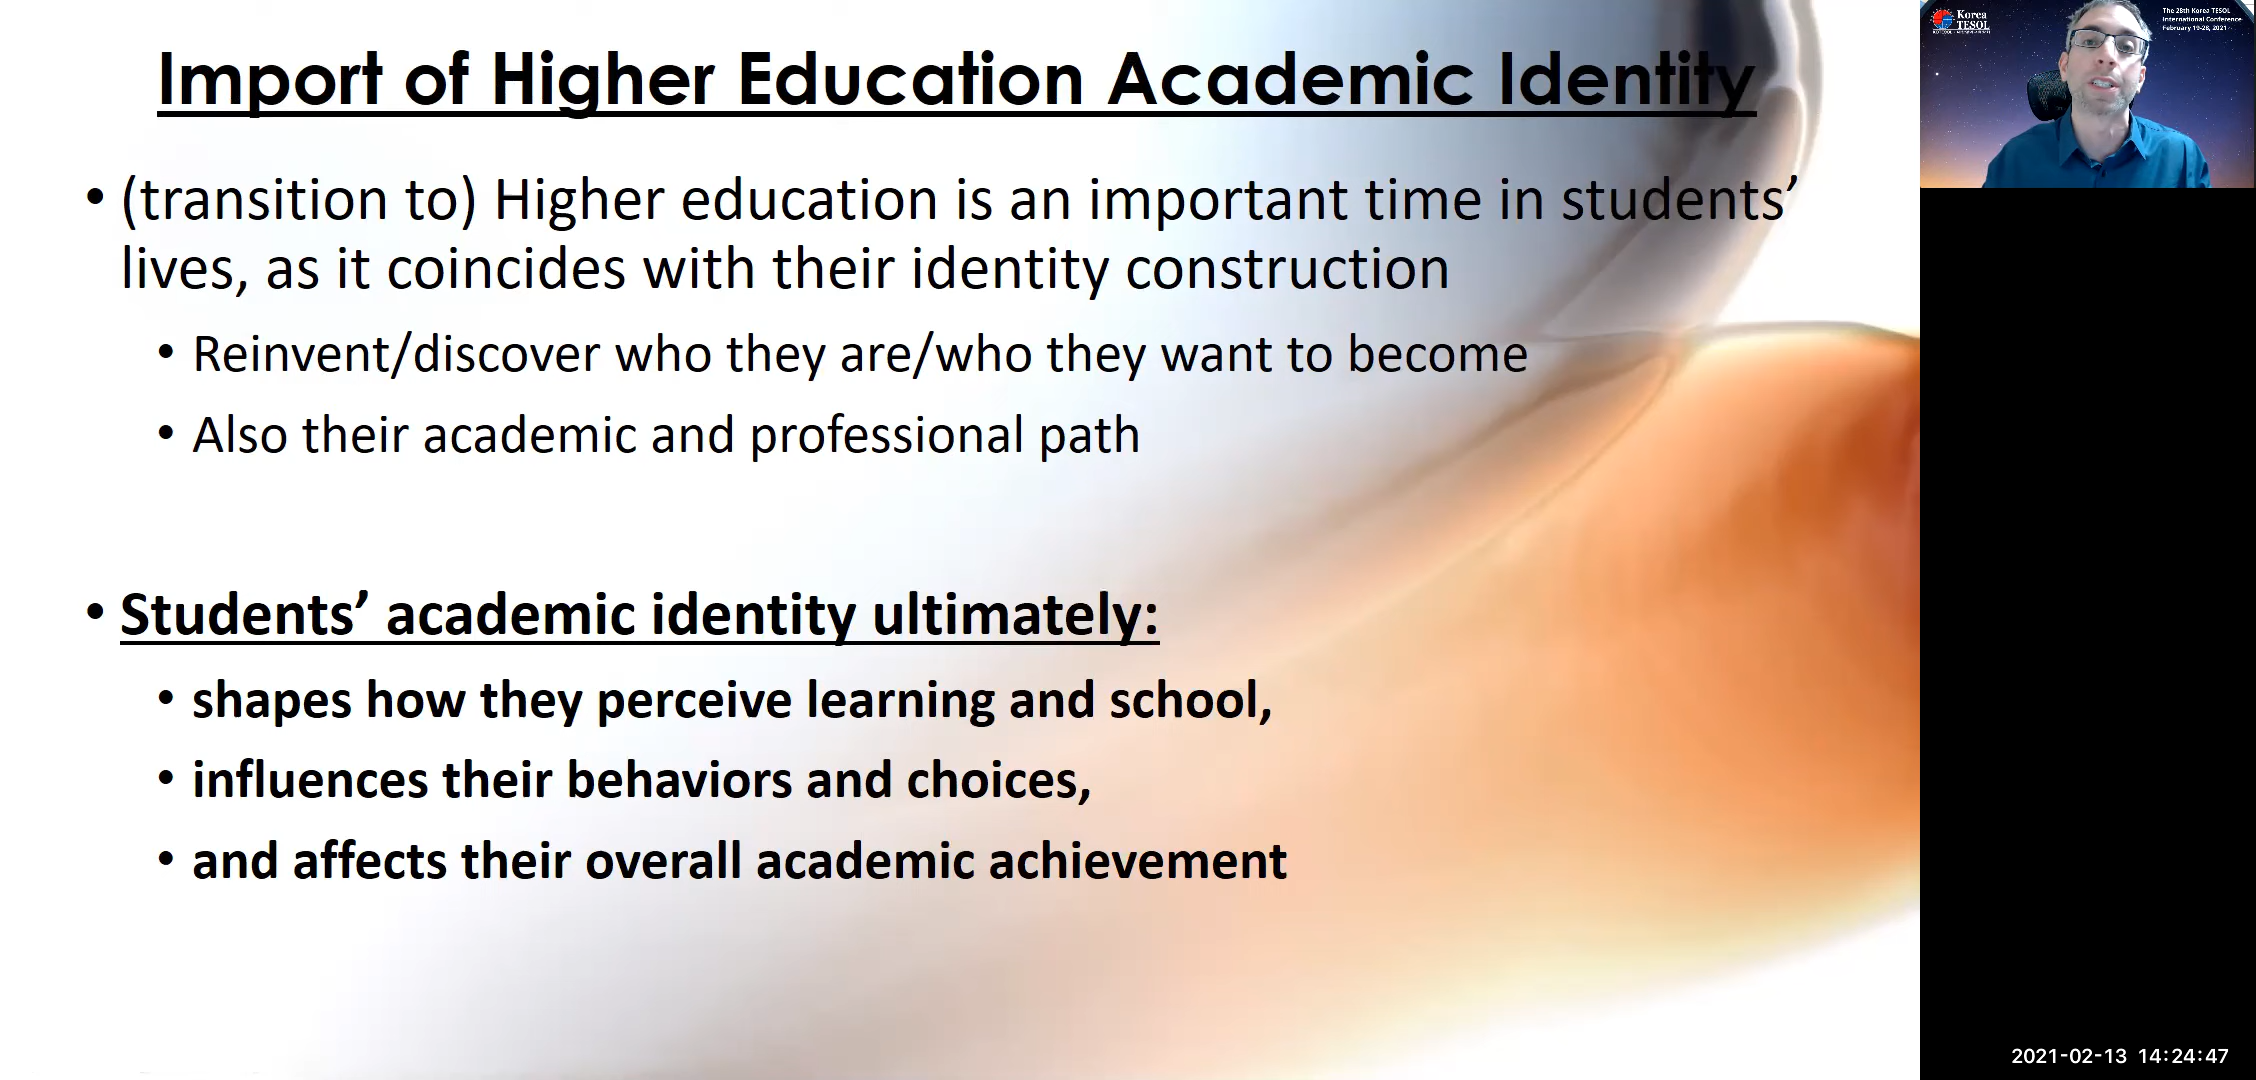 Import of Higher Education Academic Identity
• (transition to) Higher education is an important time in students’
lives, as it coincides with their identity construction
• Reinvent/discover who they are/who they want to become
• Also their academic and professional path
• Students’ academic identity ultimately:
• shapes how they perceive learning and school,
• influences their behaviors and choices,
• and affects their overall academic achievement
Korea
TESOL
The 28th Korea TESOL
International Conference
February 19-28, 2021
2021-02-13 14:24:47